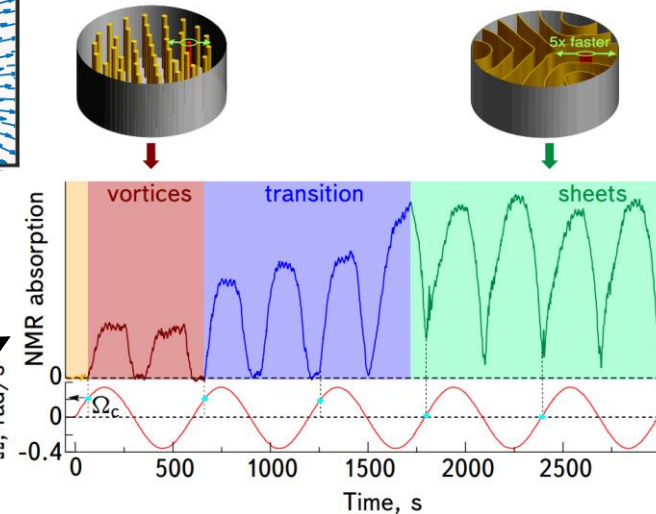 5x faster
vortices
transition
sheets
NMR absorption
0
Ω_c
0
-0.4
0
500
1000
1500
2000
2500
Time, s